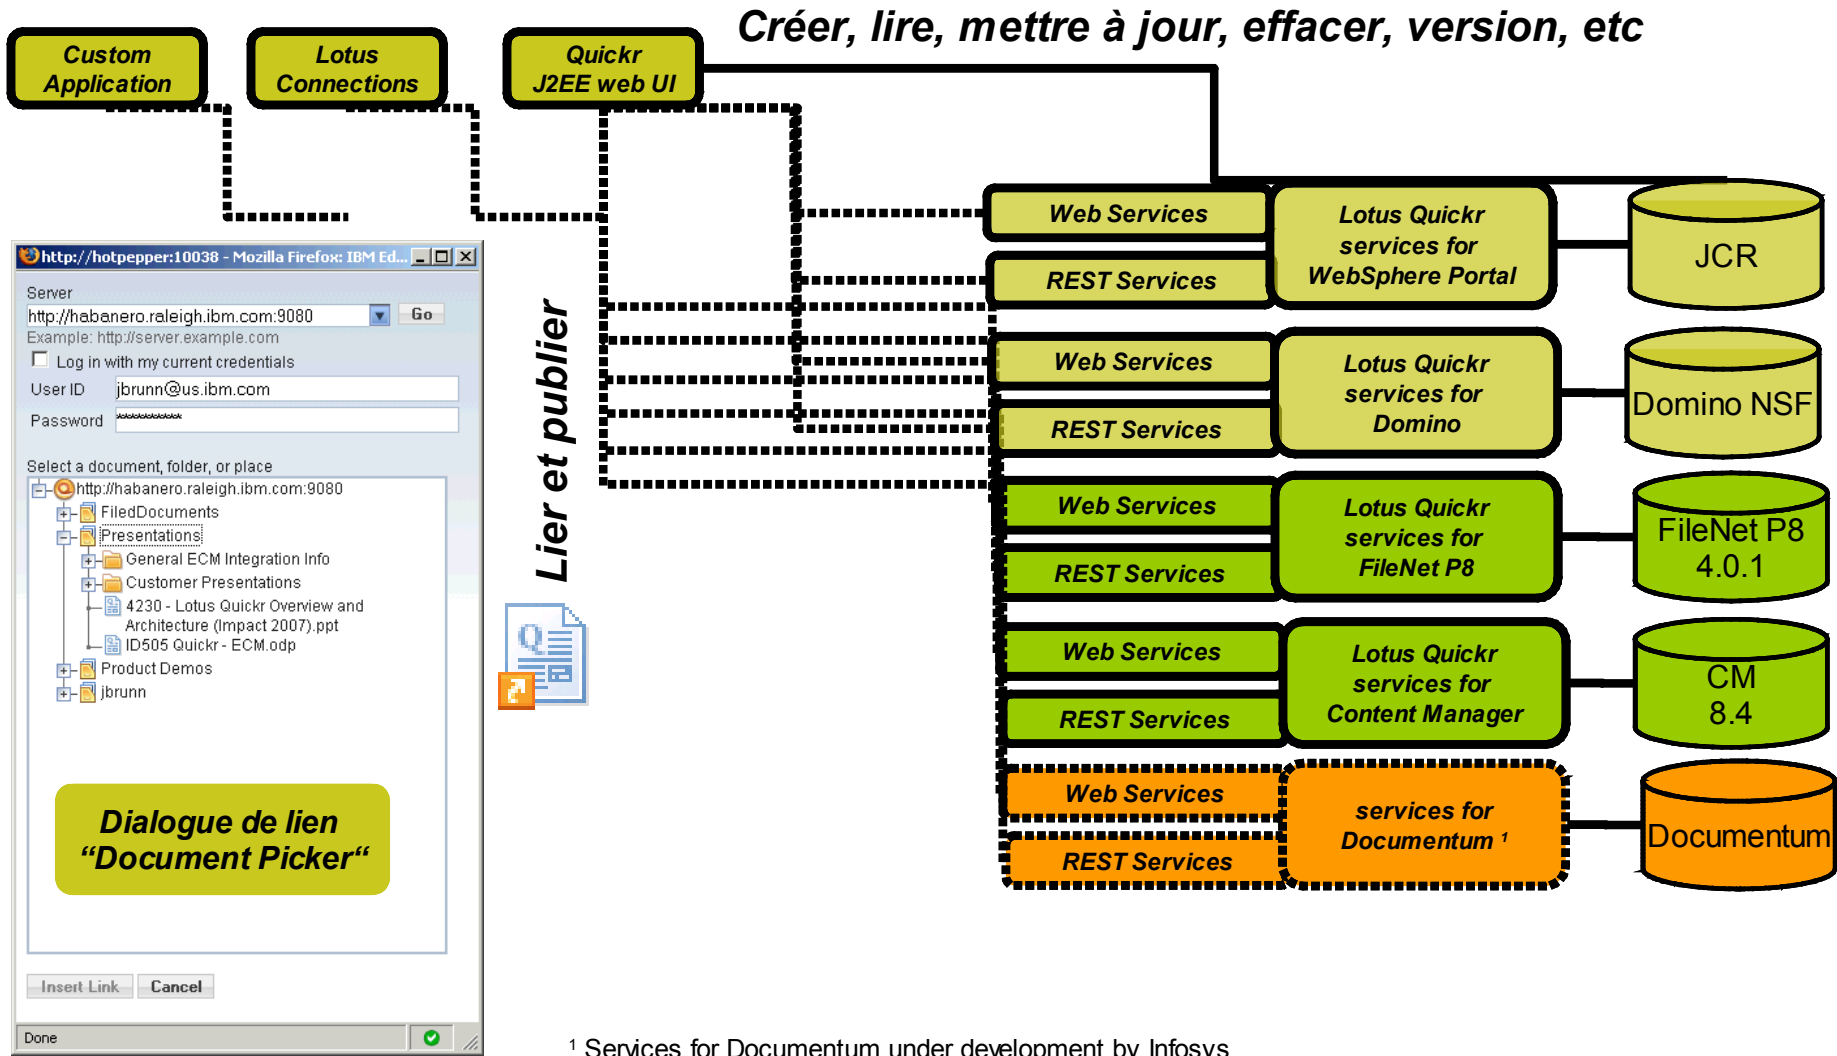 Créer, lire, mettre à jour, effacer, version, etc
Custom
Application
Lotus
Connections
Quickr
J2EE web UI
Lier et publier
http://hotpepper:10038 - Mozilla Firefox: IBM Ed...
Server
http://habanero.raleigh.ibm.com:9080
Go
Example: http://server.example.com
Log in with my current credentials
User ID
jbrunn@us.ibm.com
Password
***********
Select a document, folder, or place
http://habanero.raleigh.ibm.com:9080
FiledDocuments
Presentations
General ECM Integration Info
Customer Presentations
4230 - Lotus Quickr Overview and
Architecture (Impact 2007).ppt
ID505 Quickr - ECM.odp
Product Demos
jbrunn
Dialogue de lien
“Document Picker“
Insert Link
Cancel
Done
Q
Web Services
REST Services
Lotus Quickr
services for
WebSphere Portal
JCR
Web Services
REST Services
Lotus Quickr
services for
Domino
Domino NSF
Web Services
REST Services
Lotus Quickr
services for
FileNet P8
FileNet P8
4.0.1
Web Services
REST Services
Lotus Quickr
services for
Content Manager
CM
8.4
Web Services
REST Services
services for
Documentum ¹
Documentum
¹ Services for Documentum under development by Infosys